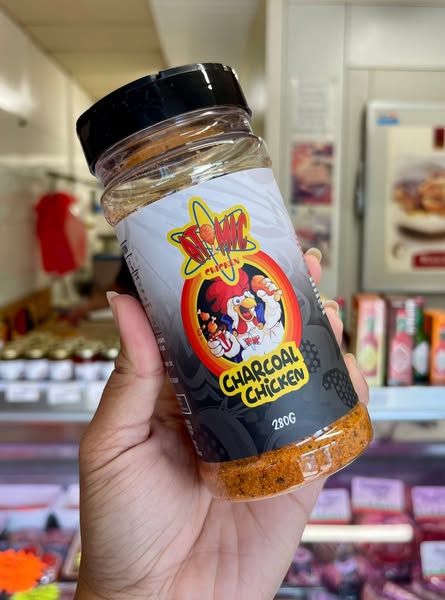 ATOMIC
CHICKEN
CHARCOAL
CHICKEN
280G